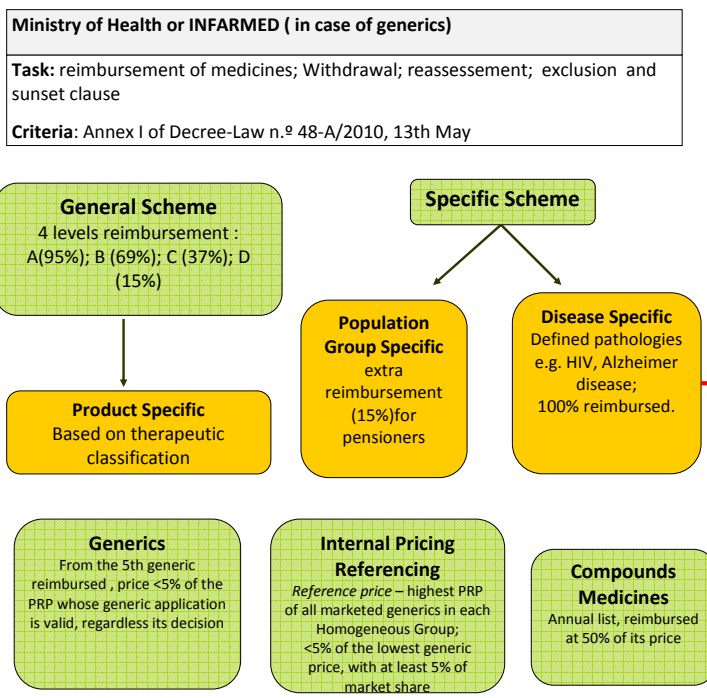 Ministry of Health or INFARMED ( in case of generics)
Task: reimbursement of medicines; Withdrawal; reassessement; exclusion and
sunset clause
Criteria: Annex I of Decree-Law n.º 48-A/2010, 13th May
General Scheme
4 levels reimbursement :
A(95%); B (69%); C (37%); D
(15%)
Specific Scheme
Product Specific
Based on therapeutic
classification
Population
Group Specific
extra
reimbursement
(15%)for
pensioners
Disease Specific
Defined pathologies
e.g. HIV, Alzheimer
disease;
100% reimbursed.
Generics
From the 5th generic
reimbursed , price <5% of the
PRP whose generic application
is valid, regardless its decision
Internal Pricing
Referencing
Reference price – highest PRP
of all marketed generics in each
Homogeneous Group;
<5% of the lowest generic
price, with at least 5% of
market share
Compounds
Medicines
Annual list, reimbursed
at 50% of its price